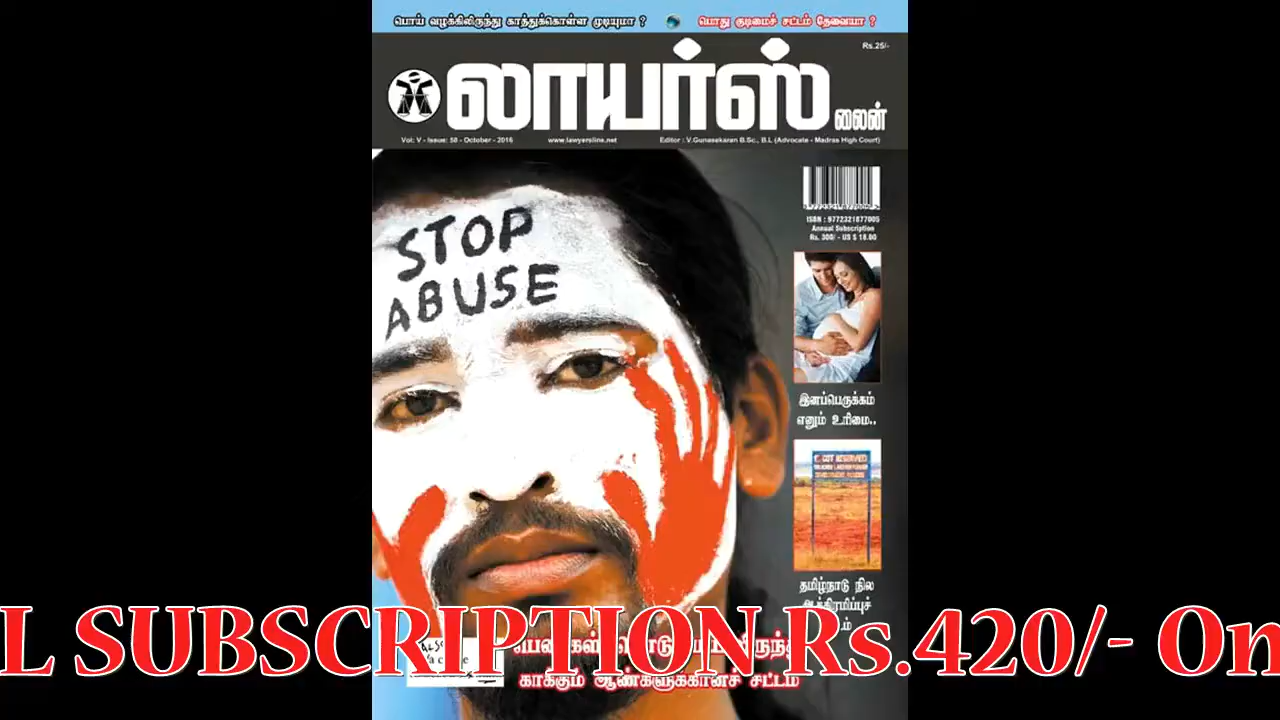 பொய் வழக்கிலிருந்து காத்துக்கொள்ள முடியுமா ?
பொது குடிமைச் சட்டம் தேவையா ?
Rs.25/-
லாயர்ஸ்
லைன்
Vol: V - Issue: 58 - October - 2016
www.lawyersline.net
Editor : V.Gunasekaran B.Sc., B.L (Advocate - Madras High Court)
ISBN : 9772321877005
Annual Subscription
Rs. 300/- - US $ 18.00
STOP
ABUSE
இனப்பெருக்கம்
எனும் உரிமை..
தமிழ்நாடு நில
L SUBSCRIPTION Rs.420/- On
காக்கும் ஆண்களுக்கானச் சட்டம்